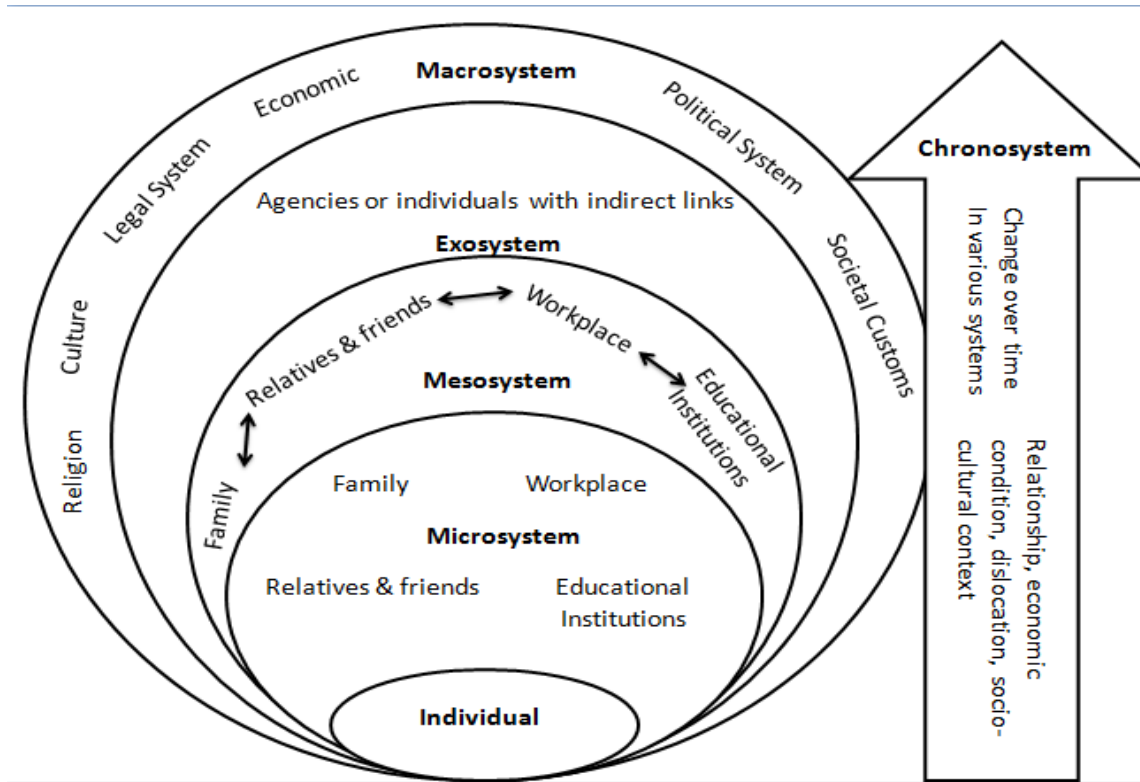 Macrosystem
Economic
Political System
Legal System
Societal Customs
Culture
Religion
Agencies or individuals with indirect links
Exosystem
Relatives & friends
Workplace
Family
Educational
Institutions
Mesosystem
Family
Workplace
Microsystem
Relatives & friends
Educational
Institutions
Individual
Chronosystem
Change over time
In various systems
Relationship, economic
condition, dislocation, socio-
cultural context